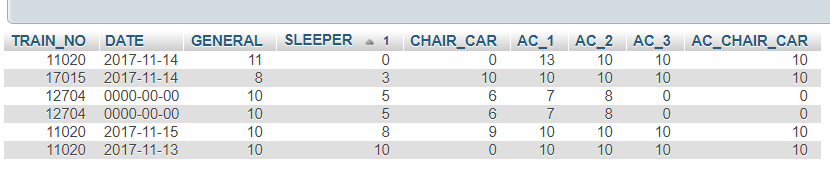 TRAIN_NO DATE GENERAL SLEEPER 1 CHAIR_CAR AC_1 AC_2 AC_3 AC_CHAIR_CAR
11020 2017-11-14 11 0 0 13 10 10 10
17015 2017-11-14 8 3 10 10 10 10 10
12704 0000-00-00 10 5 6 7 8 0 0
12704 0000-00-00 10 5 6 7 8 0 0
11020 2017-11-15 10 8 9 10 10 10 10
11020 2017-11-13 10 10 0 10 10 10 10